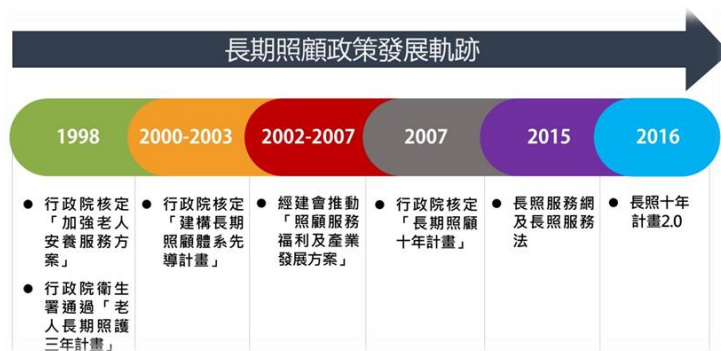 長期照顧政策發展軌跡
1998
2000-2003
2002-2007
2007
2015
2016
● 行政院核定
「加強老人
安養服務方
案」
● 行政院衛生
署通過「老
人長期照護
三年計畫」
● 行政院核定
「建構長期
照顧體系先
導計畫」
● 經建會推動
「照顧服務
福利及產業
發展方案」
● 行政院核定
「長期照顧
十年計畫」
● 長照服務網
及長照服務
法
● 長照十年
計畫2.0